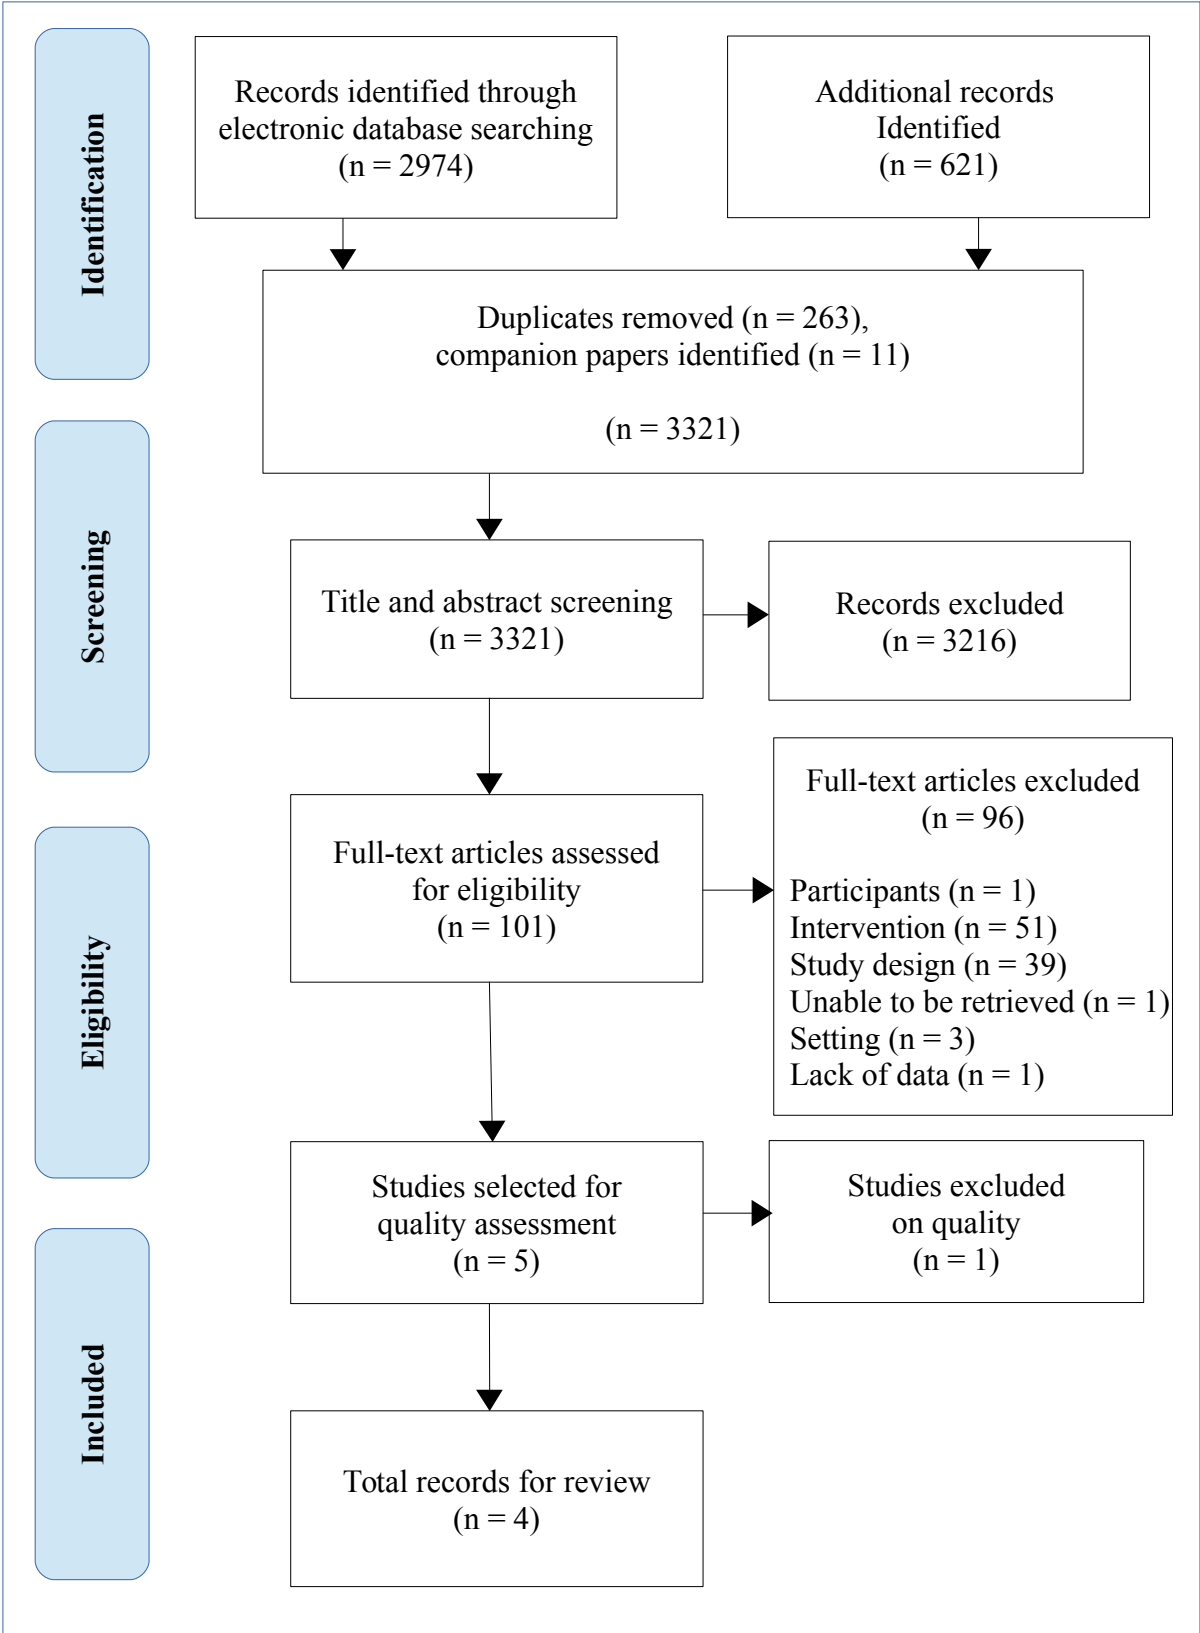 Identification
Records identified through
electronic database searching
(n = 2974)
Additional records
Identified
(n = 621)
Duplicates removed (n = 263),
companion papers identified (n = 11)
(n = 3321)
Screening
Title and abstract screening
(n = 3321)
Records excluded
(n = 3216)
Eligibility
Full-text articles assessed
for eligibility
(n = 101)
Full-text articles excluded
(n = 96)
Participants (n = 1)
Intervention (n = 51)
Study design (n = 39)
Unable to be retrieved (n = 1)
Setting (n = 3)
Lack of data (n = 1)
Studies selected for
quality assessment
(n = 5)
Studies excluded
on quality
(n = 1)
Included
Total records for review
(n = 4)